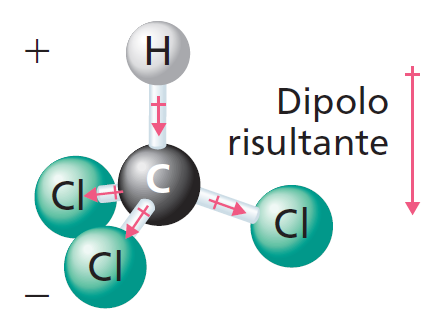 +
H
Dipolo
risultante
C
Cl
Cl
Cl
−